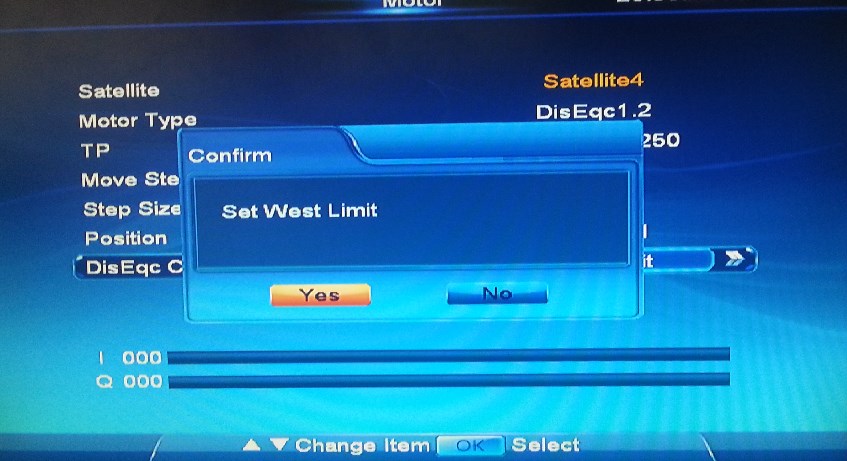 Motor
Satellite Satellite4
Motor Type DisEqc1.2
TP 250
Confirm
Move Ste
Step Size
Set West Limit
Position
DisEqc C it
Yes No
I 000
Q 000
Change Item OK Select